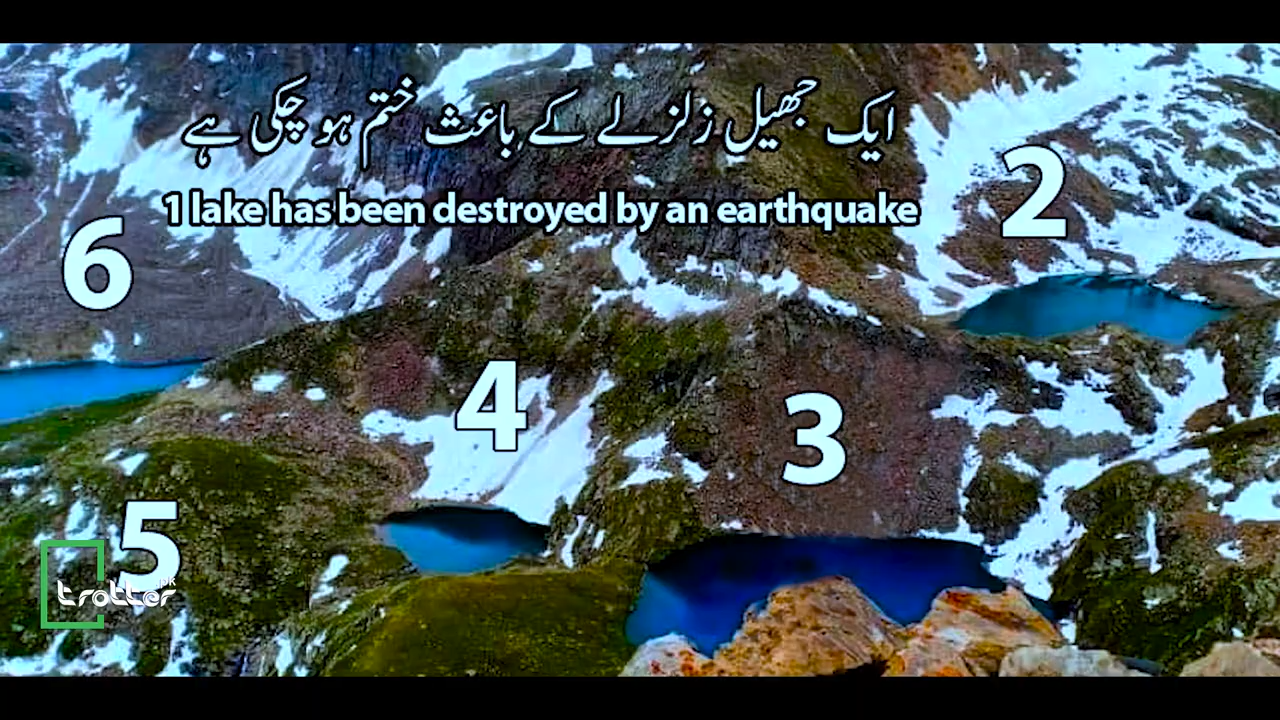 ایک جھیل زلزلے کے باعث ختم ہو چکی ہے
1 lake has been destroyed by an earthquake
2
6
4
3
5
trotter.PK